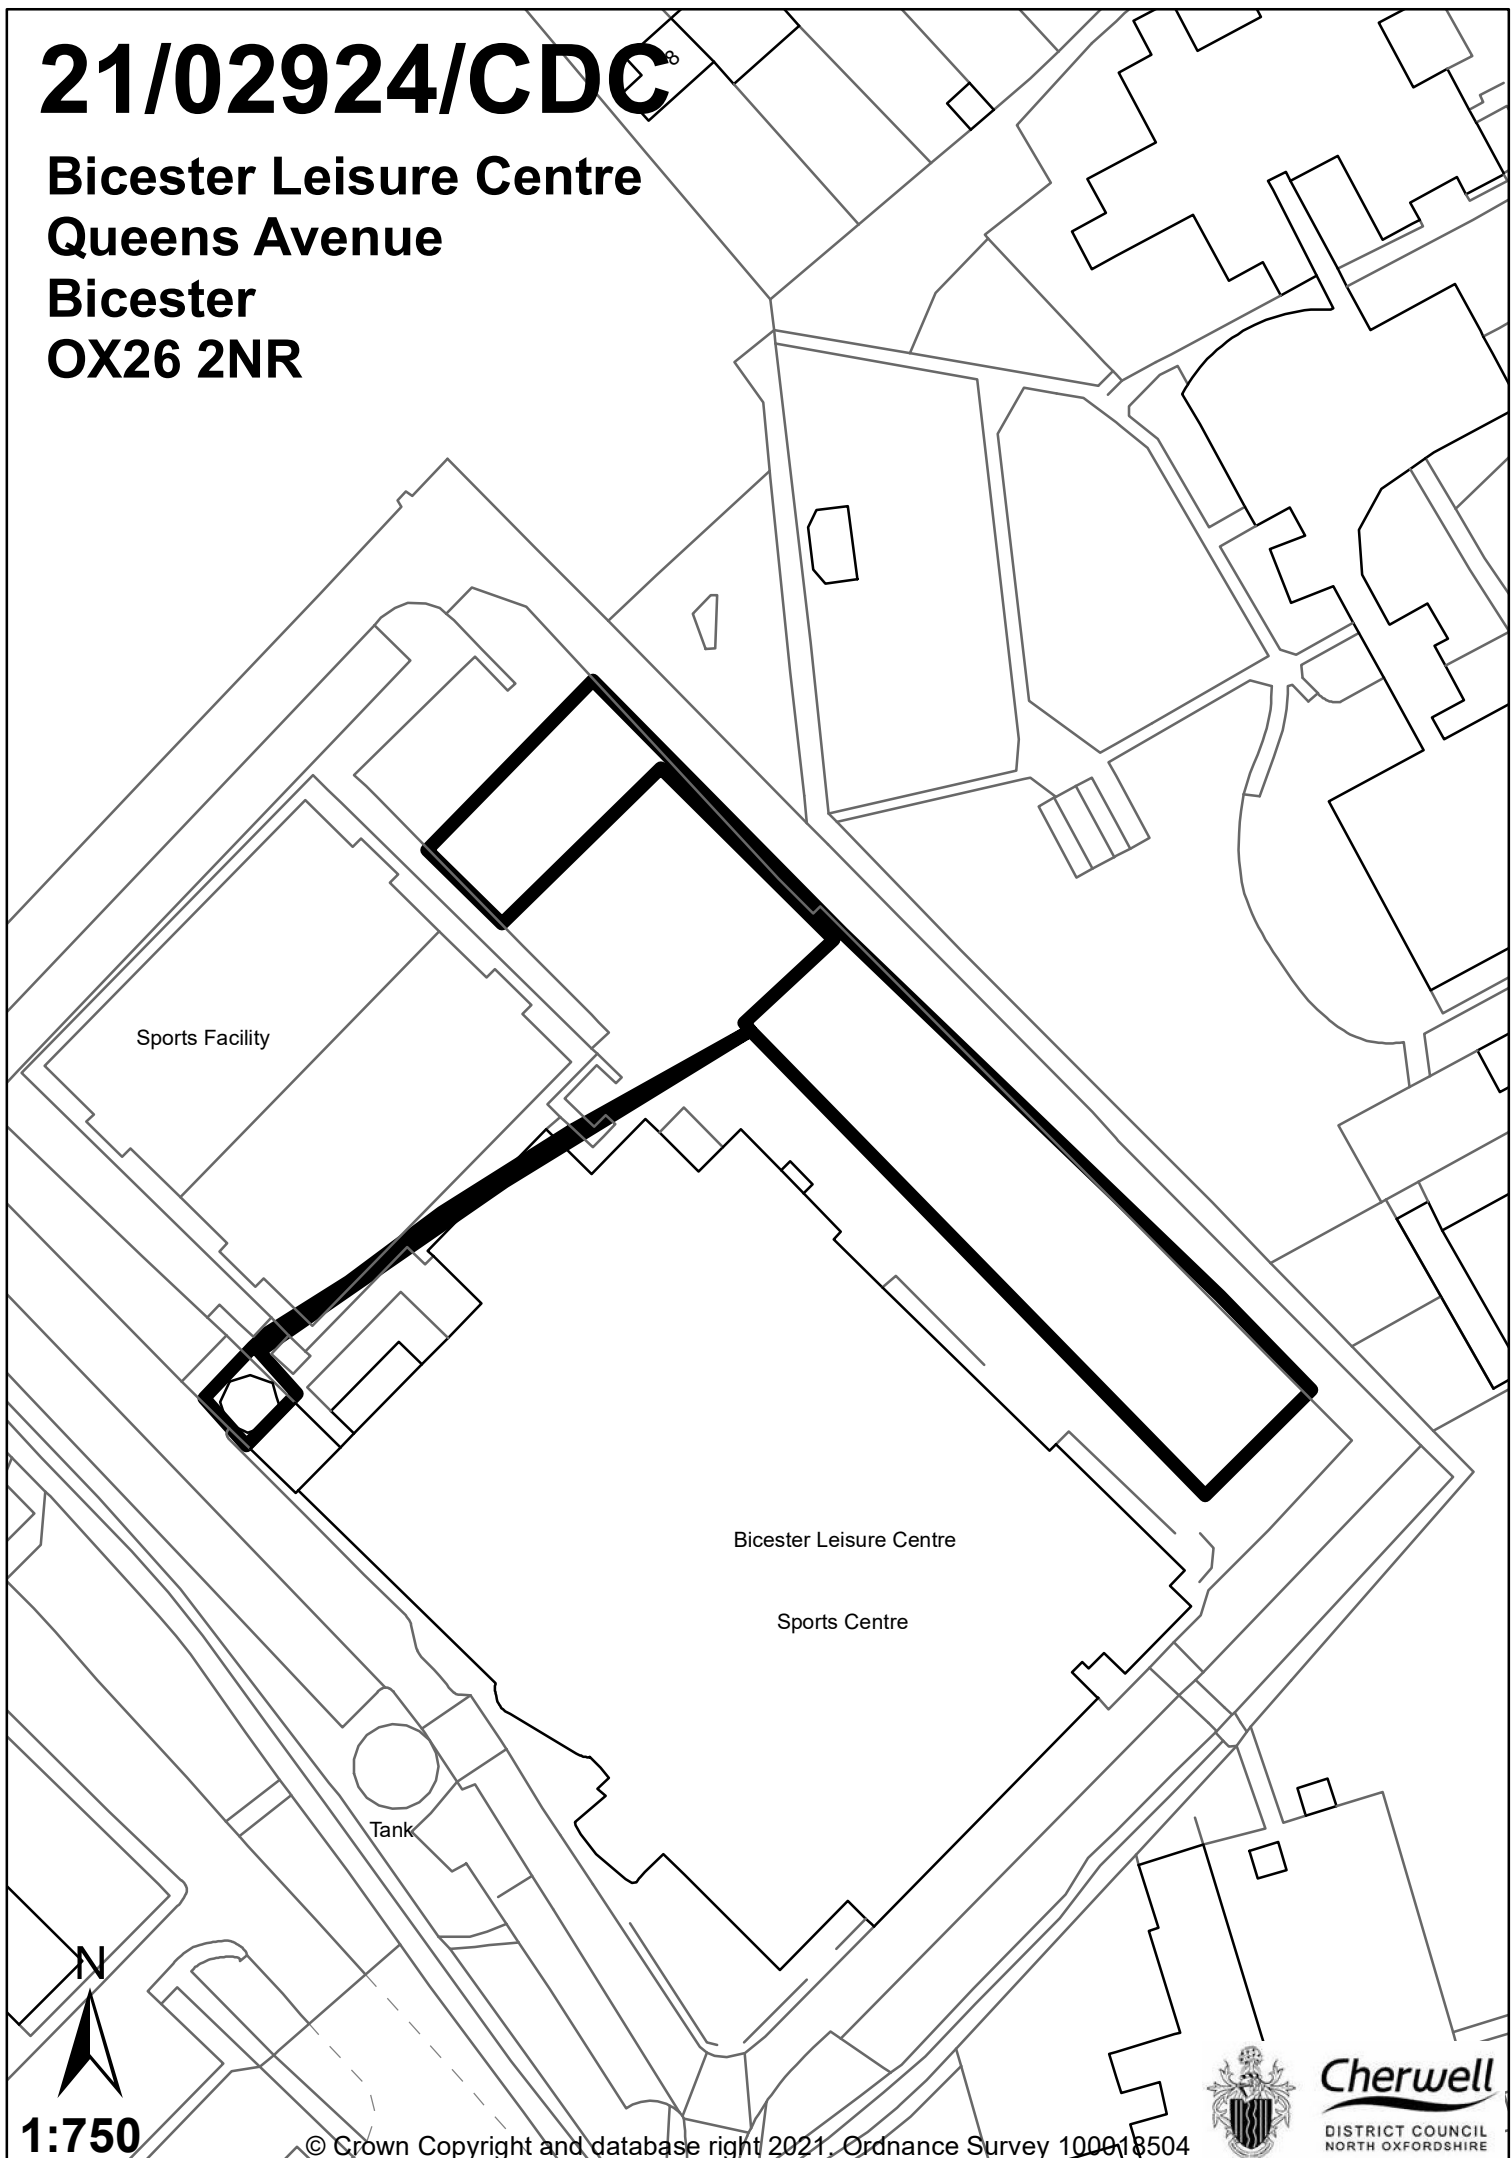 21/02924/CDC
8
Bicester Leisure Centre
Queens Avenue
Bicester
OX26 2NR
Sports Facility
Bicester Leisure Centre
Sports Centre
Tank
N
1:750
© Crown Copyright and database right 2021. Ordnance Survey 100018504
Cherwell
DISTRICT COUNCIL
NORTH OXFORDSHIRE